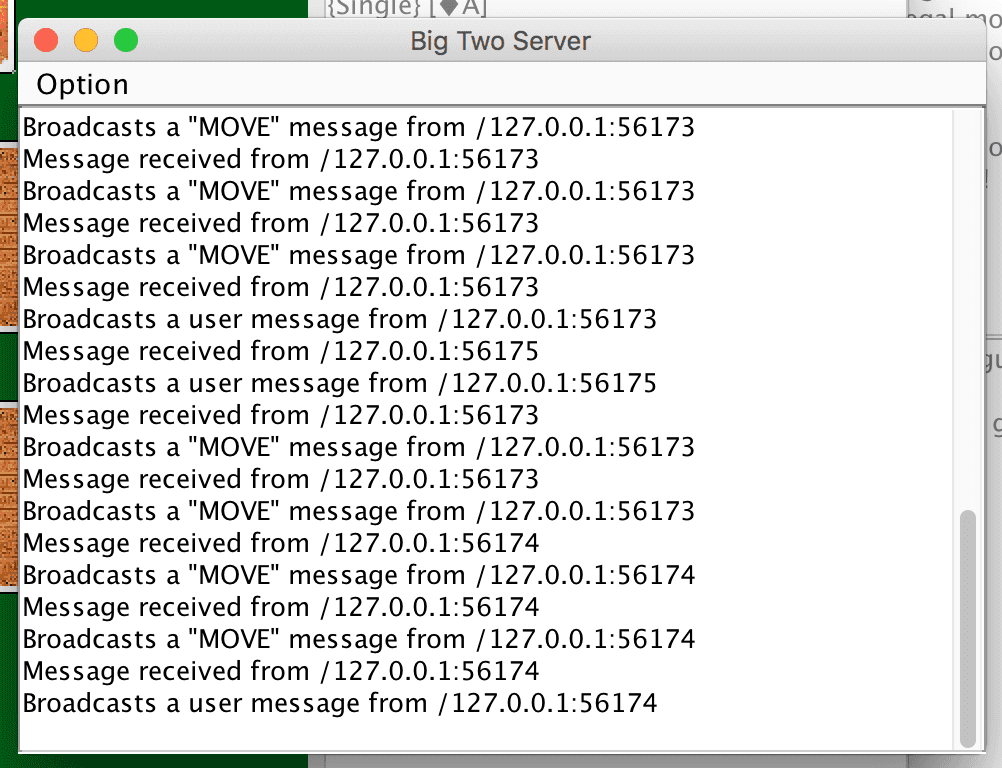 {Single} [♦A]
Big Two Server
Option
Broadcasts a "MOVE" message from /127.0.0.1:56173
Message received from /127.0.0.1:56173
Broadcasts a "MOVE" message from /127.0.0.1:56173
Message received from /127.0.0.1:56173
Broadcasts a "MOVE" message from /127.0.0.1:56173
Message received from /127.0.0.1:56173
Broadcasts a user message from /127.0.0.1:56173
Message received from /127.0.0.1:56175
Broadcasts a user message from /127.0.0.1:56175
Message received from /127.0.0.1:56173
Broadcasts a "MOVE" message from /127.0.0.1:56173
Message received from /127.0.0.1:56173
Broadcasts a "MOVE" message from /127.0.0.1:56173
Message received from /127.0.0.1:56174
Broadcasts a "MOVE" message from /127.0.0.1:56174
Message received from /127.0.0.1:56174
Broadcasts a "MOVE" message from /127.0.0.1:56174
Message received from /127.0.0.1:56174
Broadcasts a user message from /127.0.0.1:56174